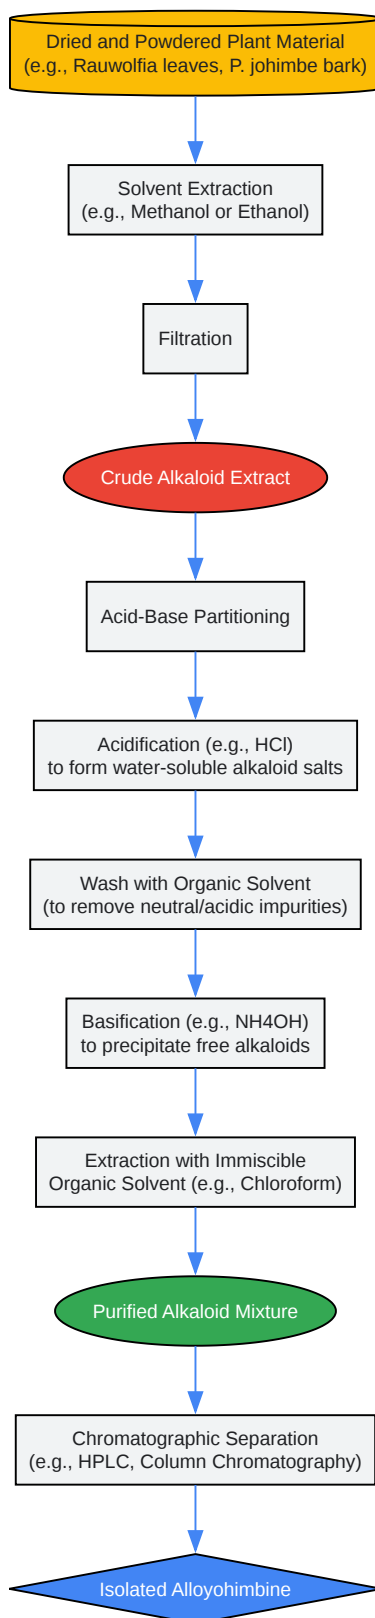 Dried and Powdered Plant Material
(e.g., Rauwolfia leaves, P. johimbe bark)
Solvent Extraction
(e.g., Methanol or Ethanol)
Filtration
Crude Alkaloid Extract
Acid-Base Partitioning
Acidification (e.g., HCl)
to form water-soluble alkaloid salts
Wash with Organic Solvent
(to remove neutral/acidic impurities)
Basification (e.g., NH4OH)
to precipitate free alkaloids
Extraction with Immiscible
Organic Solvent (e.g., Chloroform)
Purified Alkaloid Mixture
Chromatographic Separation
(e.g., HPLC, Column Chromatography)
Isolated Alloyohimbine